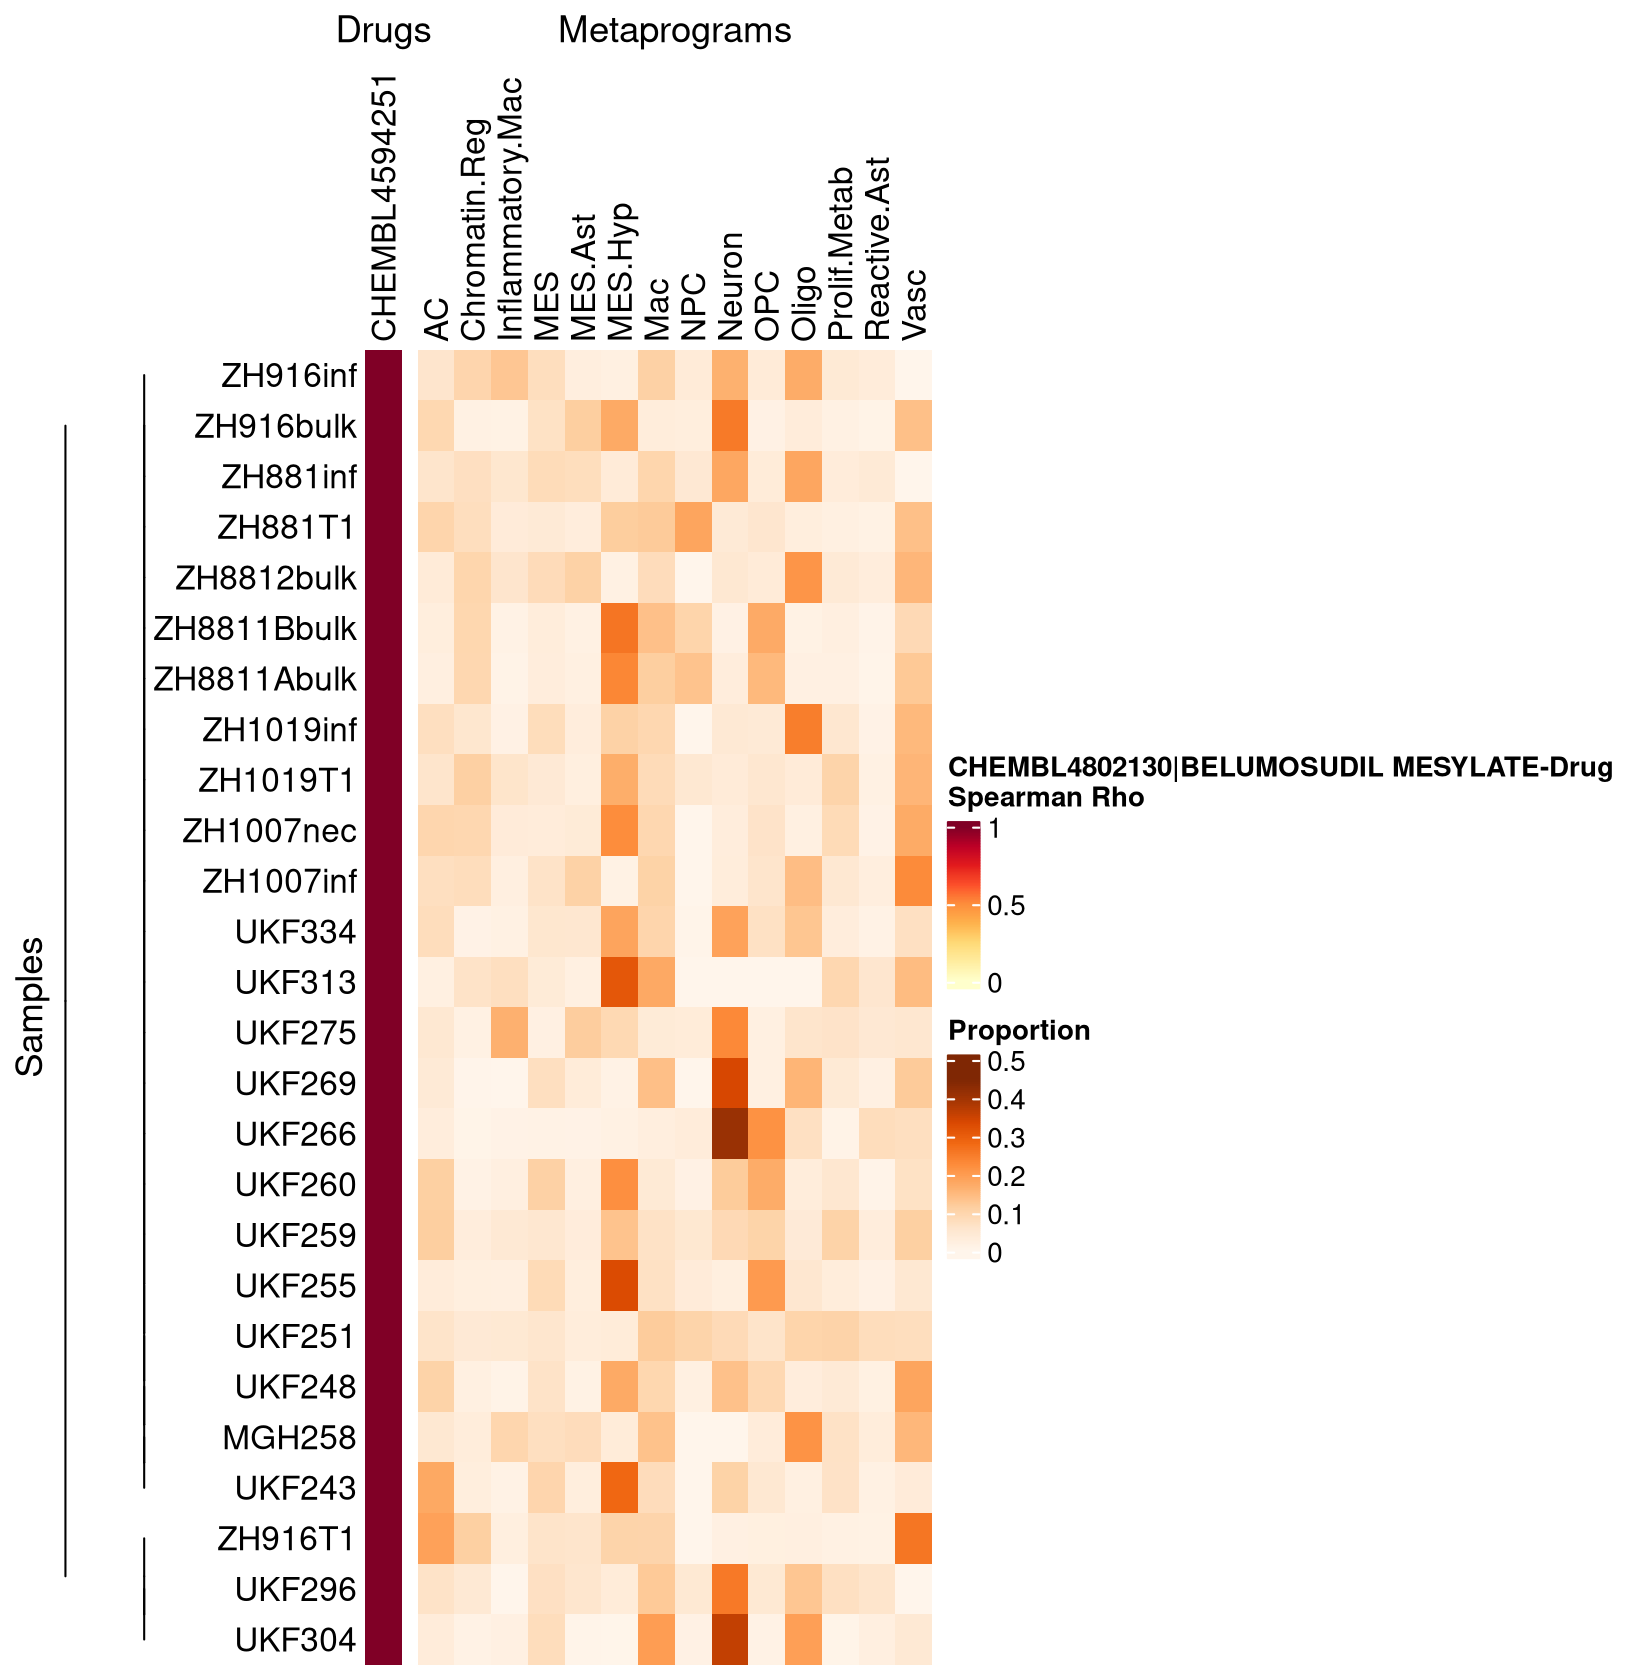 Drugs
Metaprograms
CHEMBL4594251
AC
Chromatin.Reg
Inflammatory.Mac
MES
MES.Ast
MES.Hyp
Mac
NPC
Neuron
OPC
Oligo
Prolif.Metab
Reactive.Ast
Vasc
Samples
ZH916inf
ZH916bulk
ZH881inf
ZH881T1
ZH8812bulk
ZH8811Bbulk
ZH8811Abulk
ZH1019inf
ZH1019T1
ZH1007nec
ZH1007inf
UKF334
UKF313
UKF275
UKF269
UKF266
UKF260
UKF259
UKF255
UKF251
UKF248
MGH258
UKF243
ZH916T1
UKF296
UKF304
CHEMBL4802130|BELUMOSUDIL MESYLATE-Drug
Spearman Rho
1
0.5
0
Proportion
0.5
0.4
0.3
0.2
0.1
0